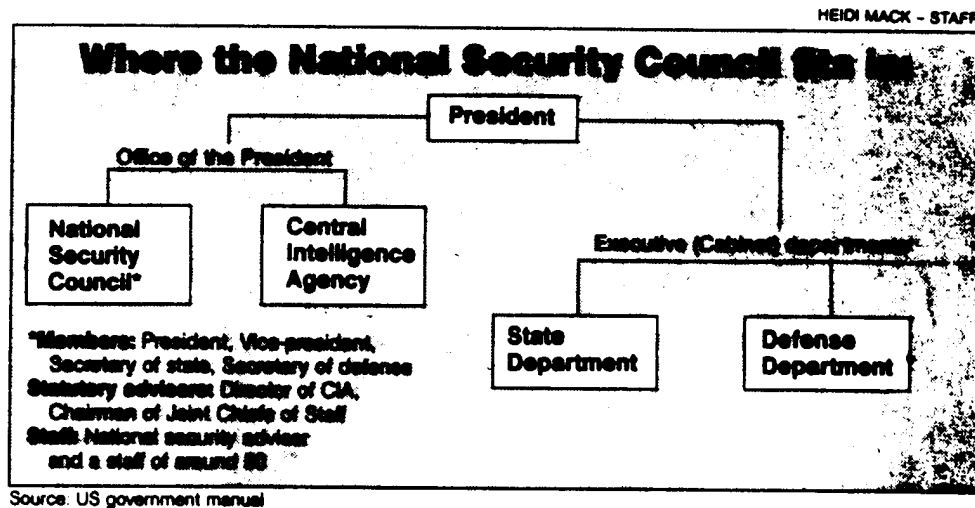 HEIDI MACK – STAFF
Where the National Security Council fits in
President
Office of the President
National
Security
Council*
Central
Intelligence
Agency
Executive (Cabinet) departments
State
Department
Defense
Department
*Members: President, Vice-president,
Secretary of state, Secretary of defense
Statutory advisers: Director of CIA,
Chairman of Joint Chiefs of Staff
Staff: National security adviser
and a staff of around
Source: US government manual